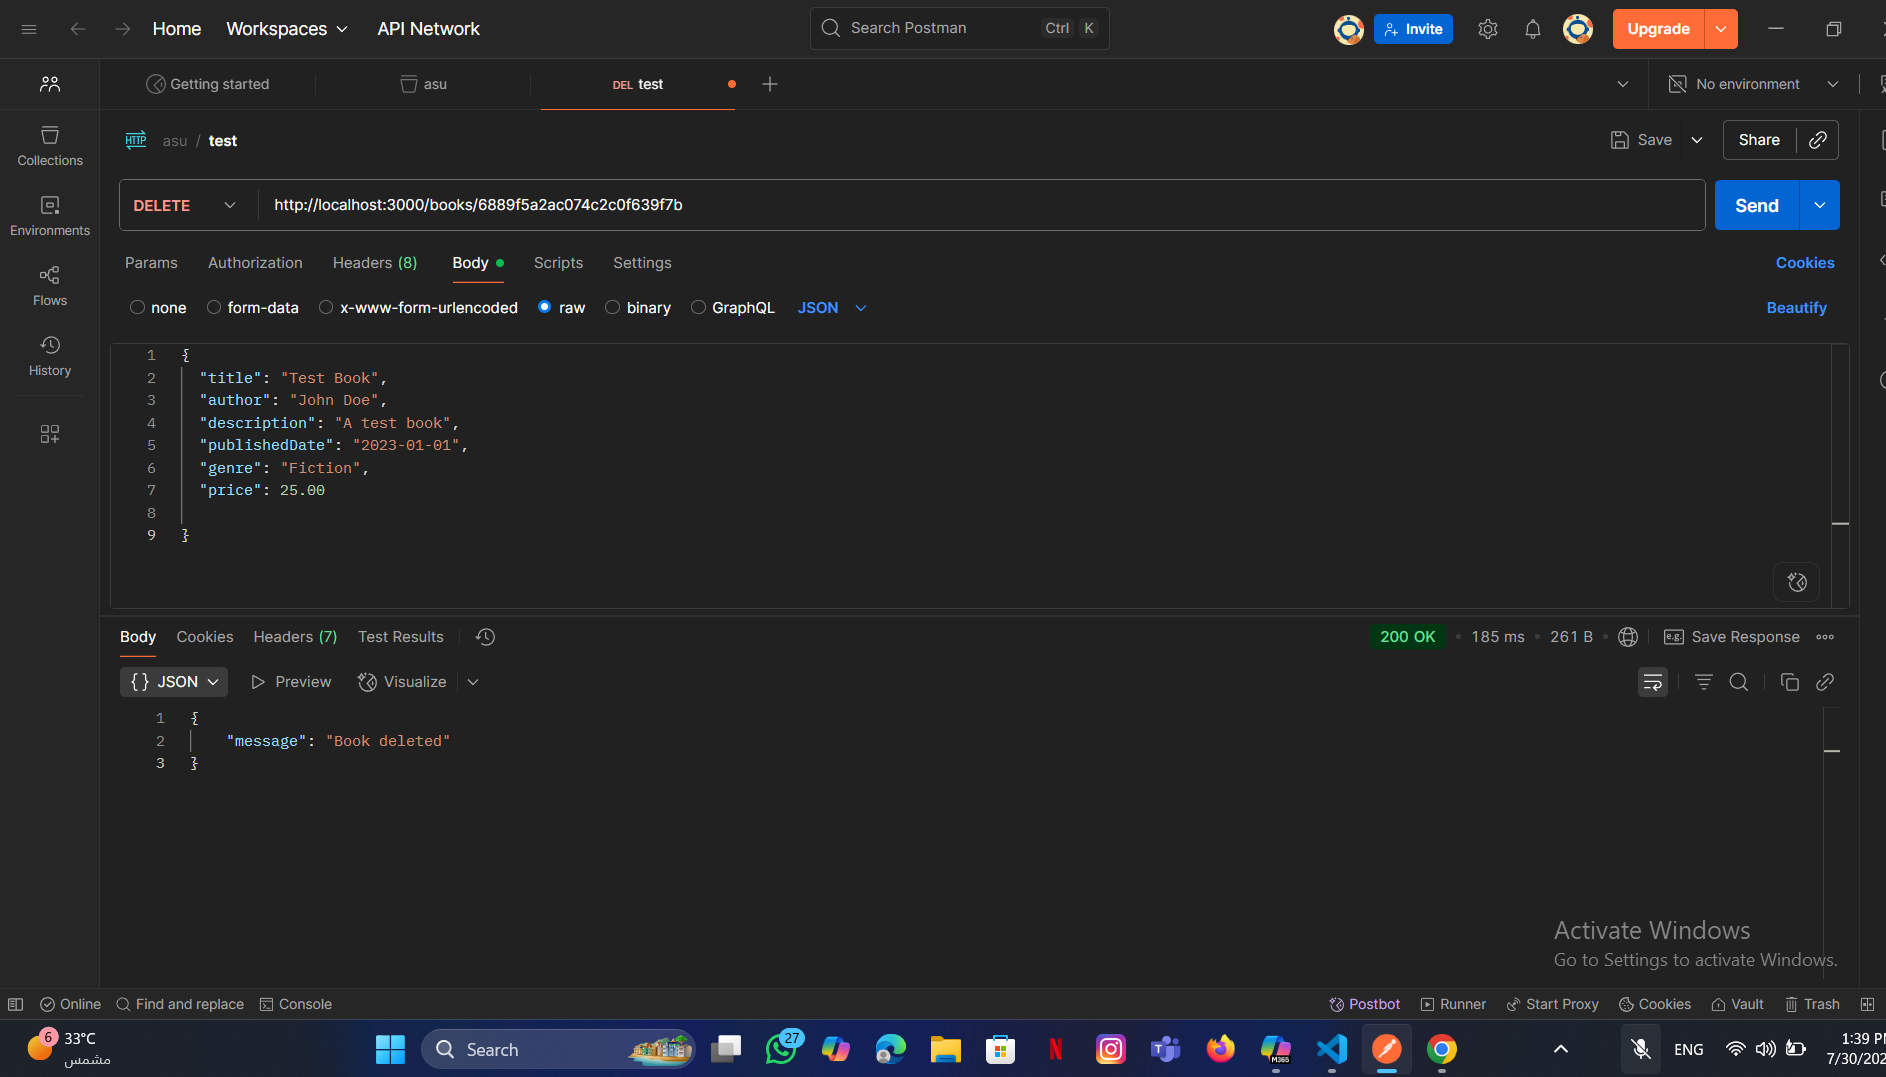 Home Workspaces API Network Search Postman Ctrl K Invite Upgrade
Getting started asu DEL test No environment
HTTP asu / test Save Share
Collections
Environments
Flows
History
DELETE http://localhost:3000/books/6889f5a2ac074c2c0f639f7b Send
Params Authorization Headers (8) Body Scripts Settings Cookies
none form-data x-www-form-urlencoded raw binary GraphQL JSON Beautify
1 {
2 "title": "Test Book",
3 "author": "John Doe",
4 "description": "A test book",
5 "publishedDate": "2023-01-01",
6 "genre": "Fiction",
7 "price": 25.00
8
9 }
Body Cookies Headers (7) Test Results 200 OK 185 ms 261 B e.g. Save Response
{} JSON Preview Visualize
1 {
2 "message": "Book deleted"
3 }
Activate Windows
Go to Settings to activate Windows.
Online Find and replace Console Postbot Runner Start Proxy Cookies Vault Trash
6 33°C
مشمس
Search 27 M365 ENG
1:39 P
7/30/202